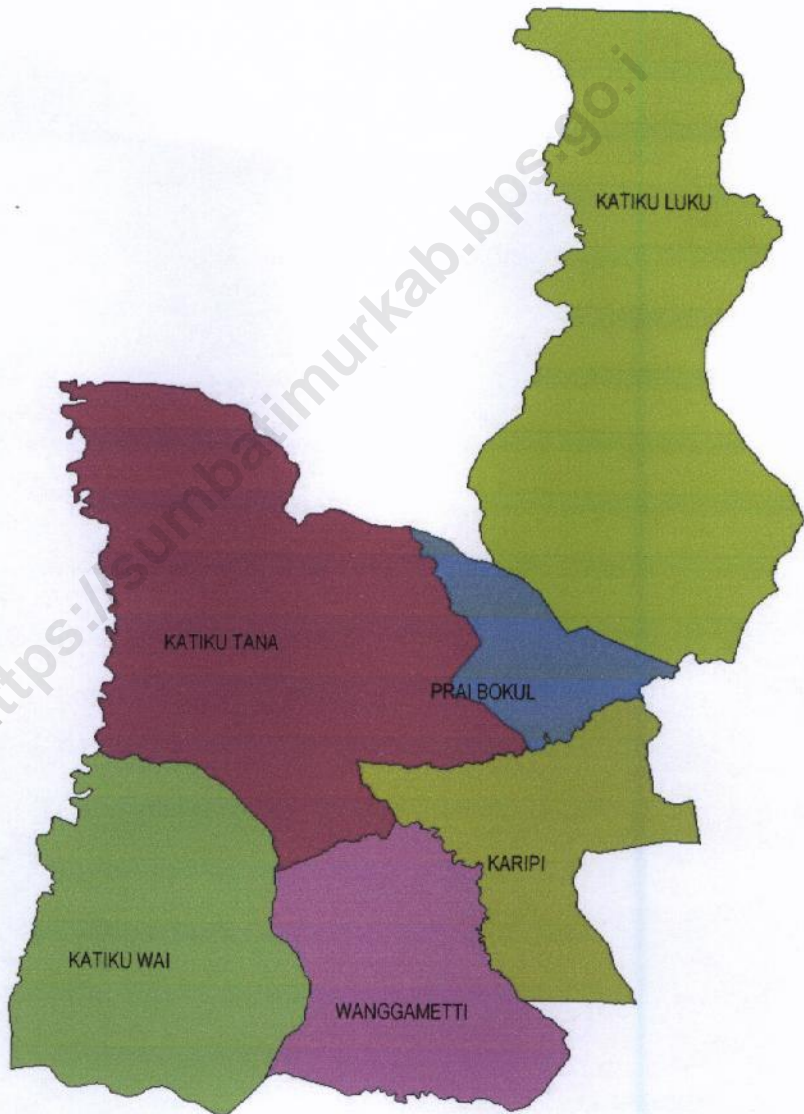 KATIKU LUKU
KATIKU TANA
PRAI BOKUL
KARIPI
KATIKU WAI
WANGGAMETTI
https://sumbatimurkab.bps.go.i